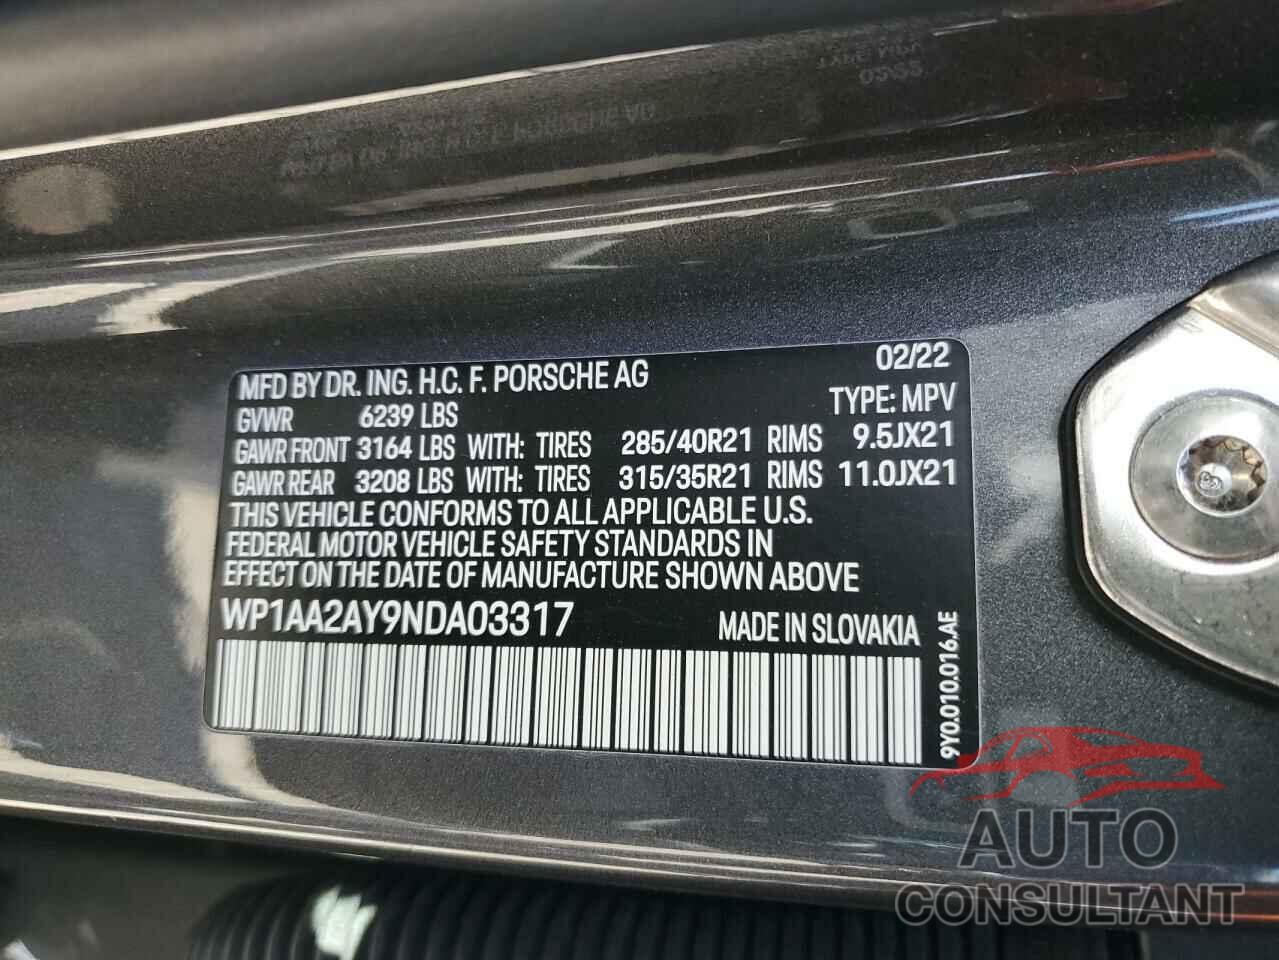 MFD BY DR. ING. H.C. F. PORSCHE AG 02/22
GVWR 6239 LBS TYPE: MPV
GAWR FRONT 3164 LBS WITH: TIRES 285/40R21 RIMS 9.5JX21
GAWR REAR 3208 LBS WITH: TIRES 315/35R21 RIMS 11.0JX21
THIS VEHICLE CONFORMS TO ALL APPLICABLE U.S.
FEDERAL MOTOR VEHICLE SAFETY STANDARDS IN
EFFECT ON THE DATE OF MANUFACTURE SHOWN ABOVE
WP1AA2AY9NDA03317 MADE IN SLOVAKIA
9Y0.010.016.AE
AUTO
CONSULTANT